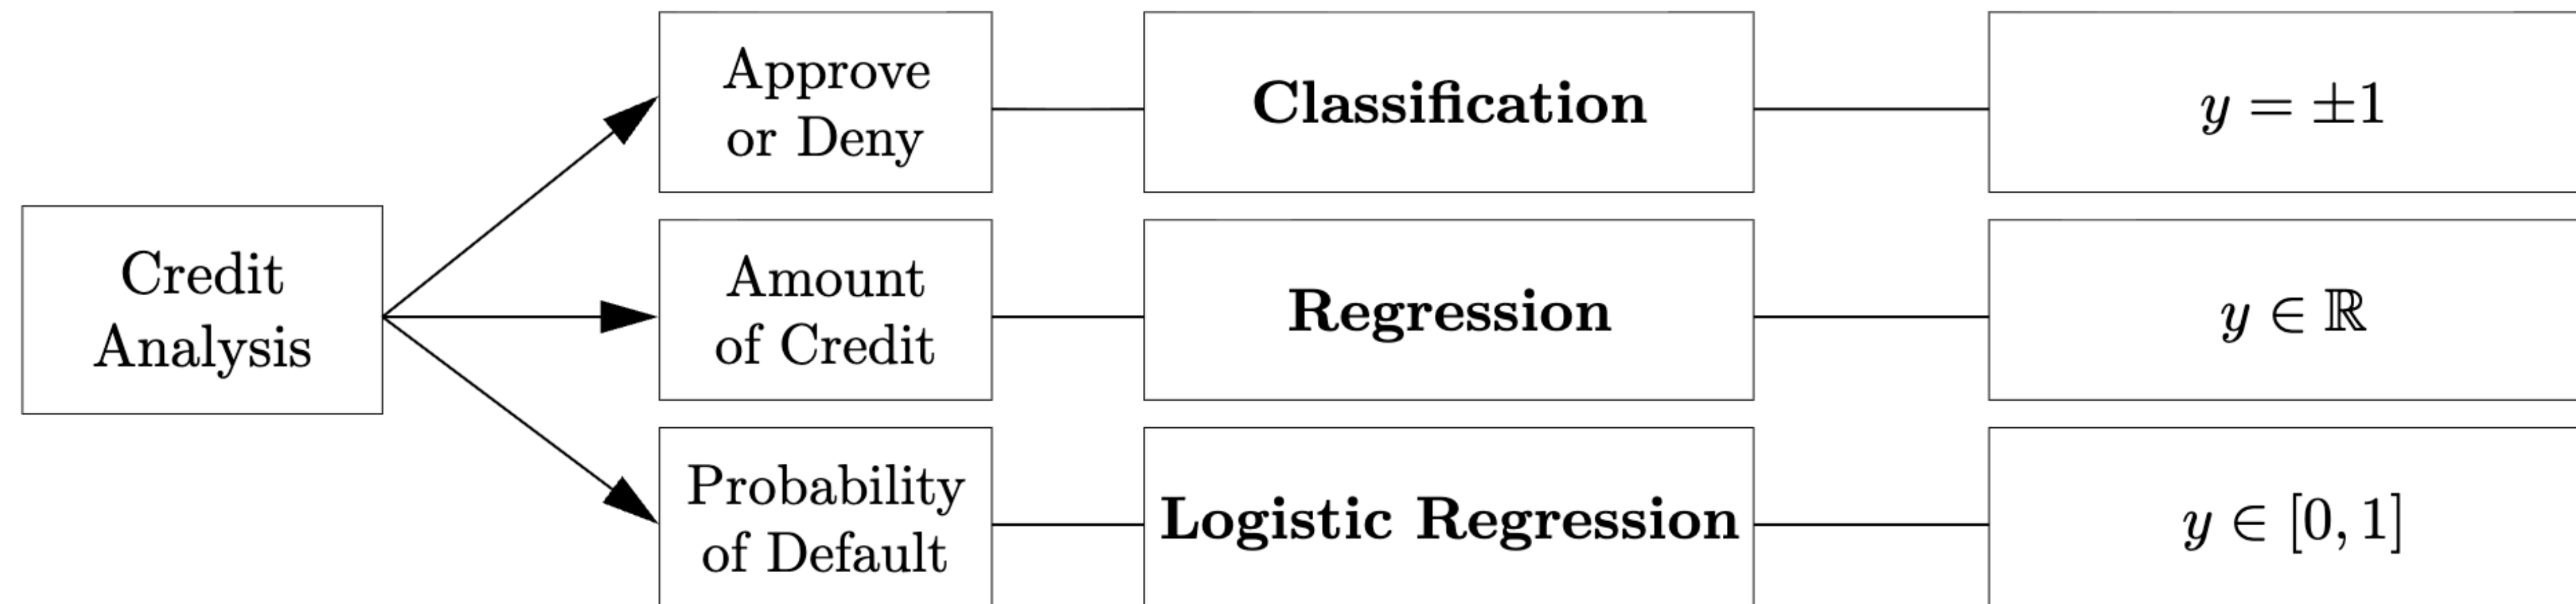 Approve
or Deny
Classification
y = ±1
Credit
Analysis
Amount
of Credit
Regression
y ∈ ℝ
Probability
of Default
Logistic Regression
y ∈ [0, 1]